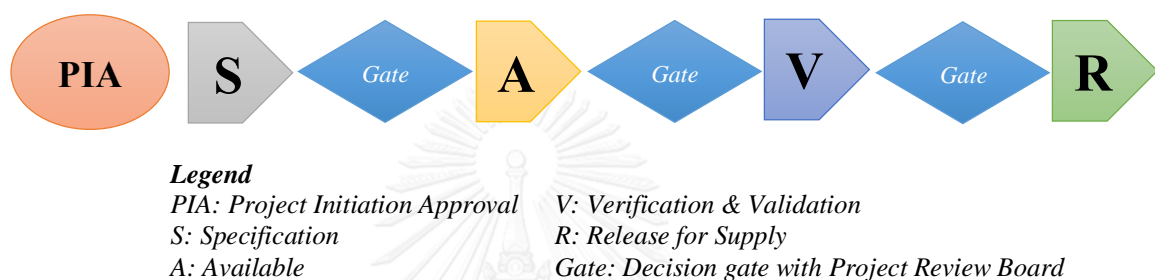 PIA S Gate A Gate V Gate R
Legend
PIA: Project Initiation Approval V: Verification & Validation
S: Specification R: Release for Supply
A: Available Gate: Decision gate with Project Review Board